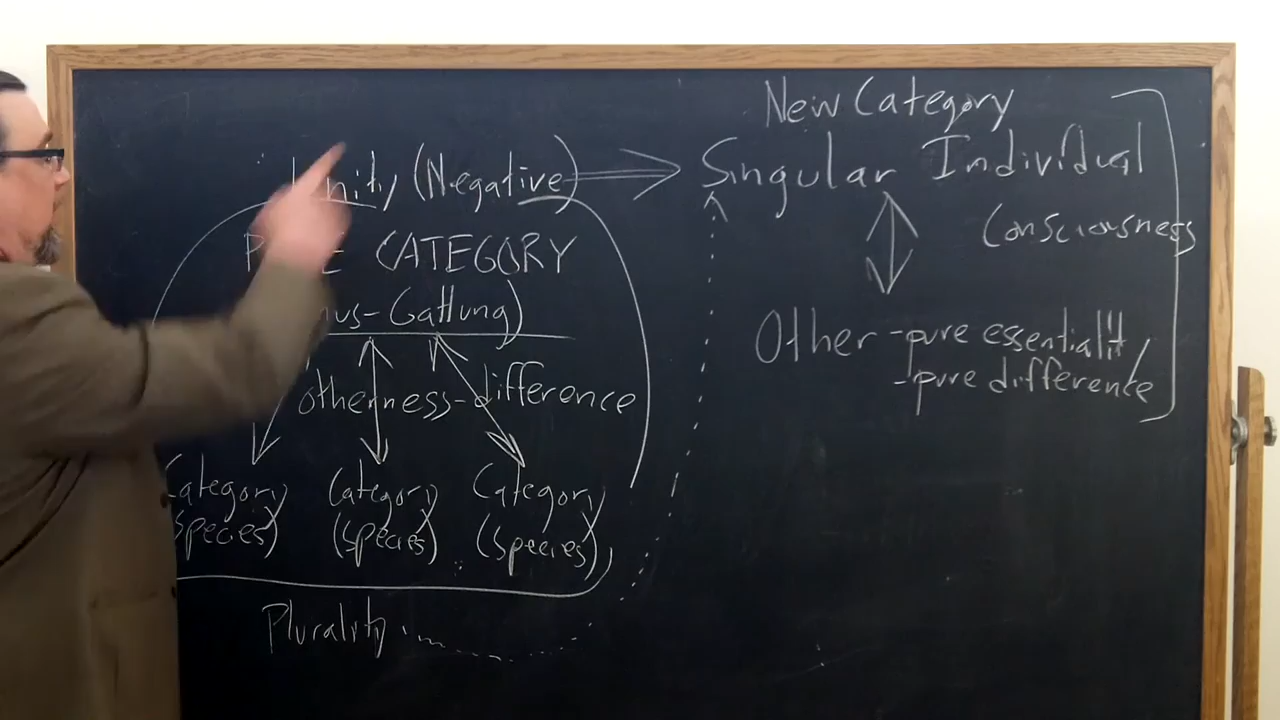 New Category
Unity (Negative)
Singular Individual
Consciousness
CATEGORY
Gattung)
Other - pure essentiality
- pure difference
otherness - difference
Category Category Category
Species) (Species) (Species)
Plurality